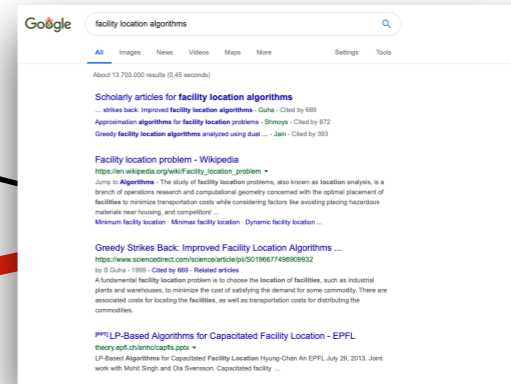 Google
facility location algorithms
All Images News Videos Maps More Settings Tools
About 13.700.000 results (0,45 seconds)
Scholarly articles for facility location algorithms
... strikes back: Improved facility location algorithms - Guha - Cited by 669
Approximation algorithms for facility location problems - Shmoys - Cited by 872
Greedy facility location algorithms analyzed using dual ... - Jain - Cited by 393
Facility location problem - Wikipedia
https://en.wikipedia.org/wiki/Facility_location_problem
Jump to Algorithms - The study of facility location problems, also known as location analysis, is a
branch of operations research and computational geometry concerned with the optimal placement of
facilities to minimize transportation costs while considering factors like avoiding placing hazardous
materials near housing, and competitors' ...
Minimum facility location · Minimax facility location · Dynamic facility location ...
Greedy Strikes Back: Improved Facility Location Algorithms ...
https://www.sciencedirect.com/science/article/pii/S0196677498909932
by S Guha - 1999 - Cited by 669 - Related articles
A fundamental facility location problem is to choose the location of facilities, such as industrial
plants and warehouses, to minimize the cost of satisfying the demand for some commodity. There are
associated costs for locating the facilities, as well as transportation costs for distributing the
commodities.
[PPT] LP-Based Algorithms for Capacitated Facility Location - EPFL
theory.epfl.ch/anhc/capfls.pptx
LP-Based Algorithms for Capacitated Facility Location Hyung-Chan An EPFL July 29, 2013. Joint
work with Mohit Singh and Ola Svensson. Capacitated facility ...